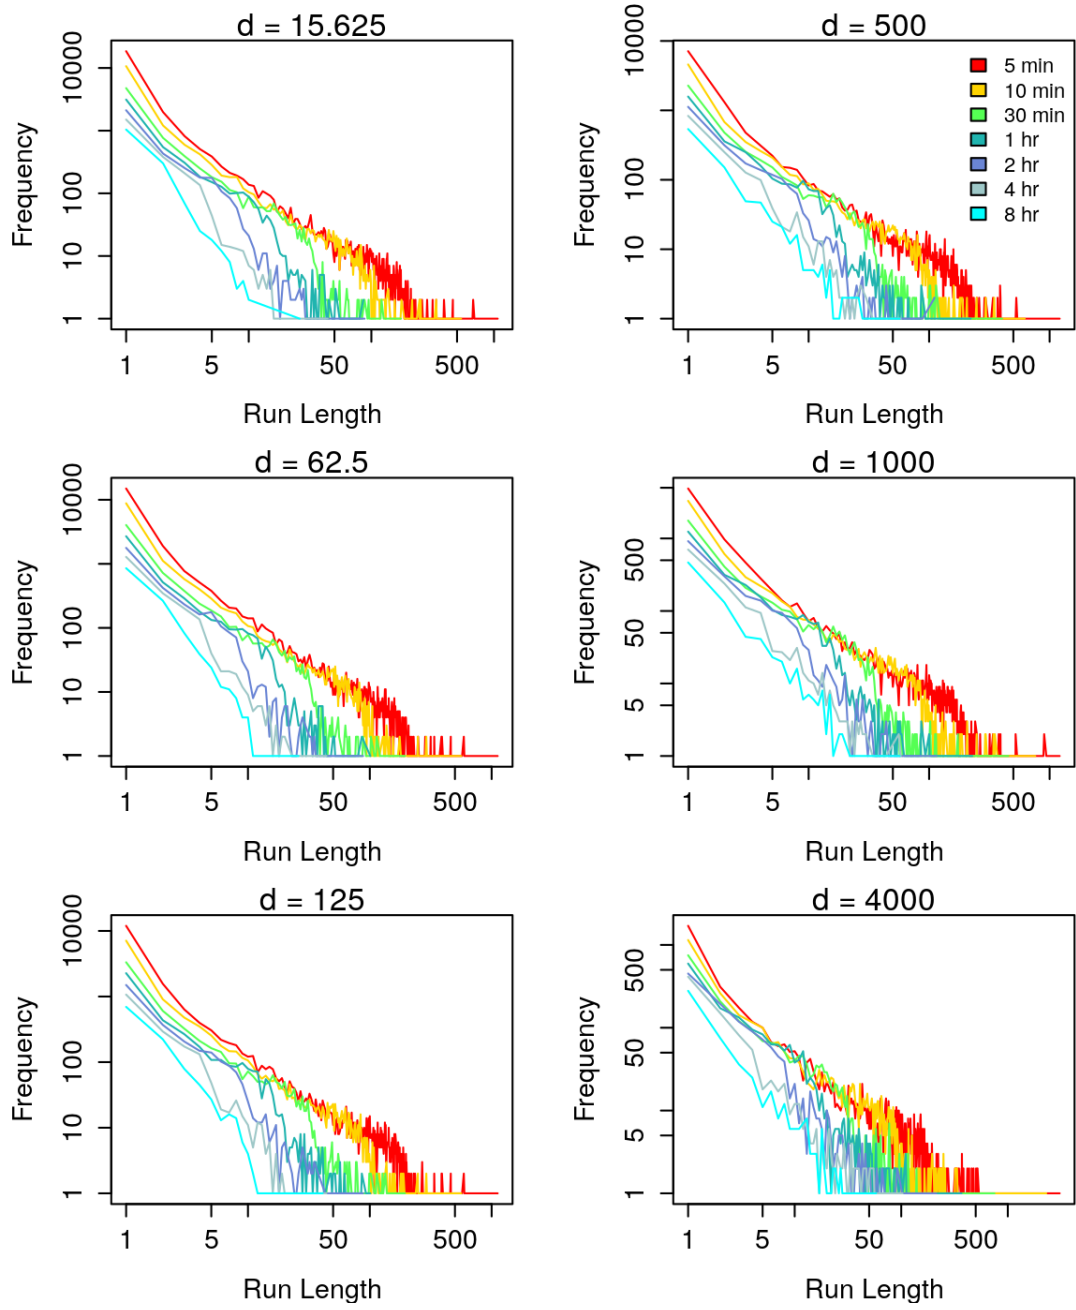 d = 15.625
Frequency
10000
100
10
1
1 5 50 500
Run Length
d = 500
Frequency
10000
100
10
1
5 min
10 min
30 min
1 hr
2 hr
4 hr
8 hr
1 5 50 500
Run Length
d = 62.5
Frequency
10000
100
10
1
1 5 50 500
Run Length
d = 1000
Frequency
500
50
5
1
1 5 50 500
Run Length
d = 125
Frequency
10000
100
10
1
1 5 50 500
Run Length
d = 4000
Frequency
500
50
5
1
1 5 50 500
Run Length